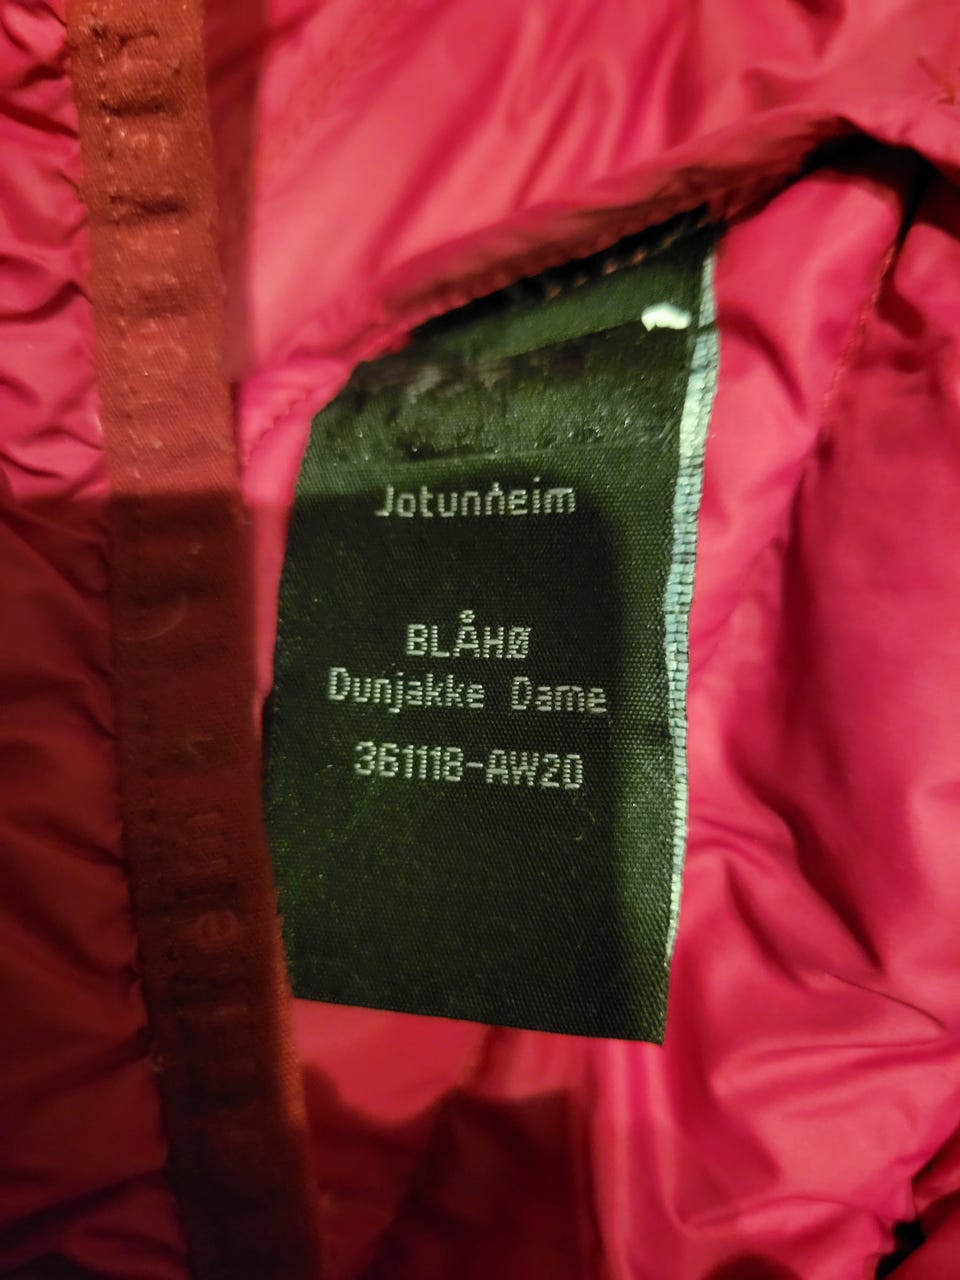 Jotunheim
BLÅHØ
Dunjakke Dame
361118-AW20